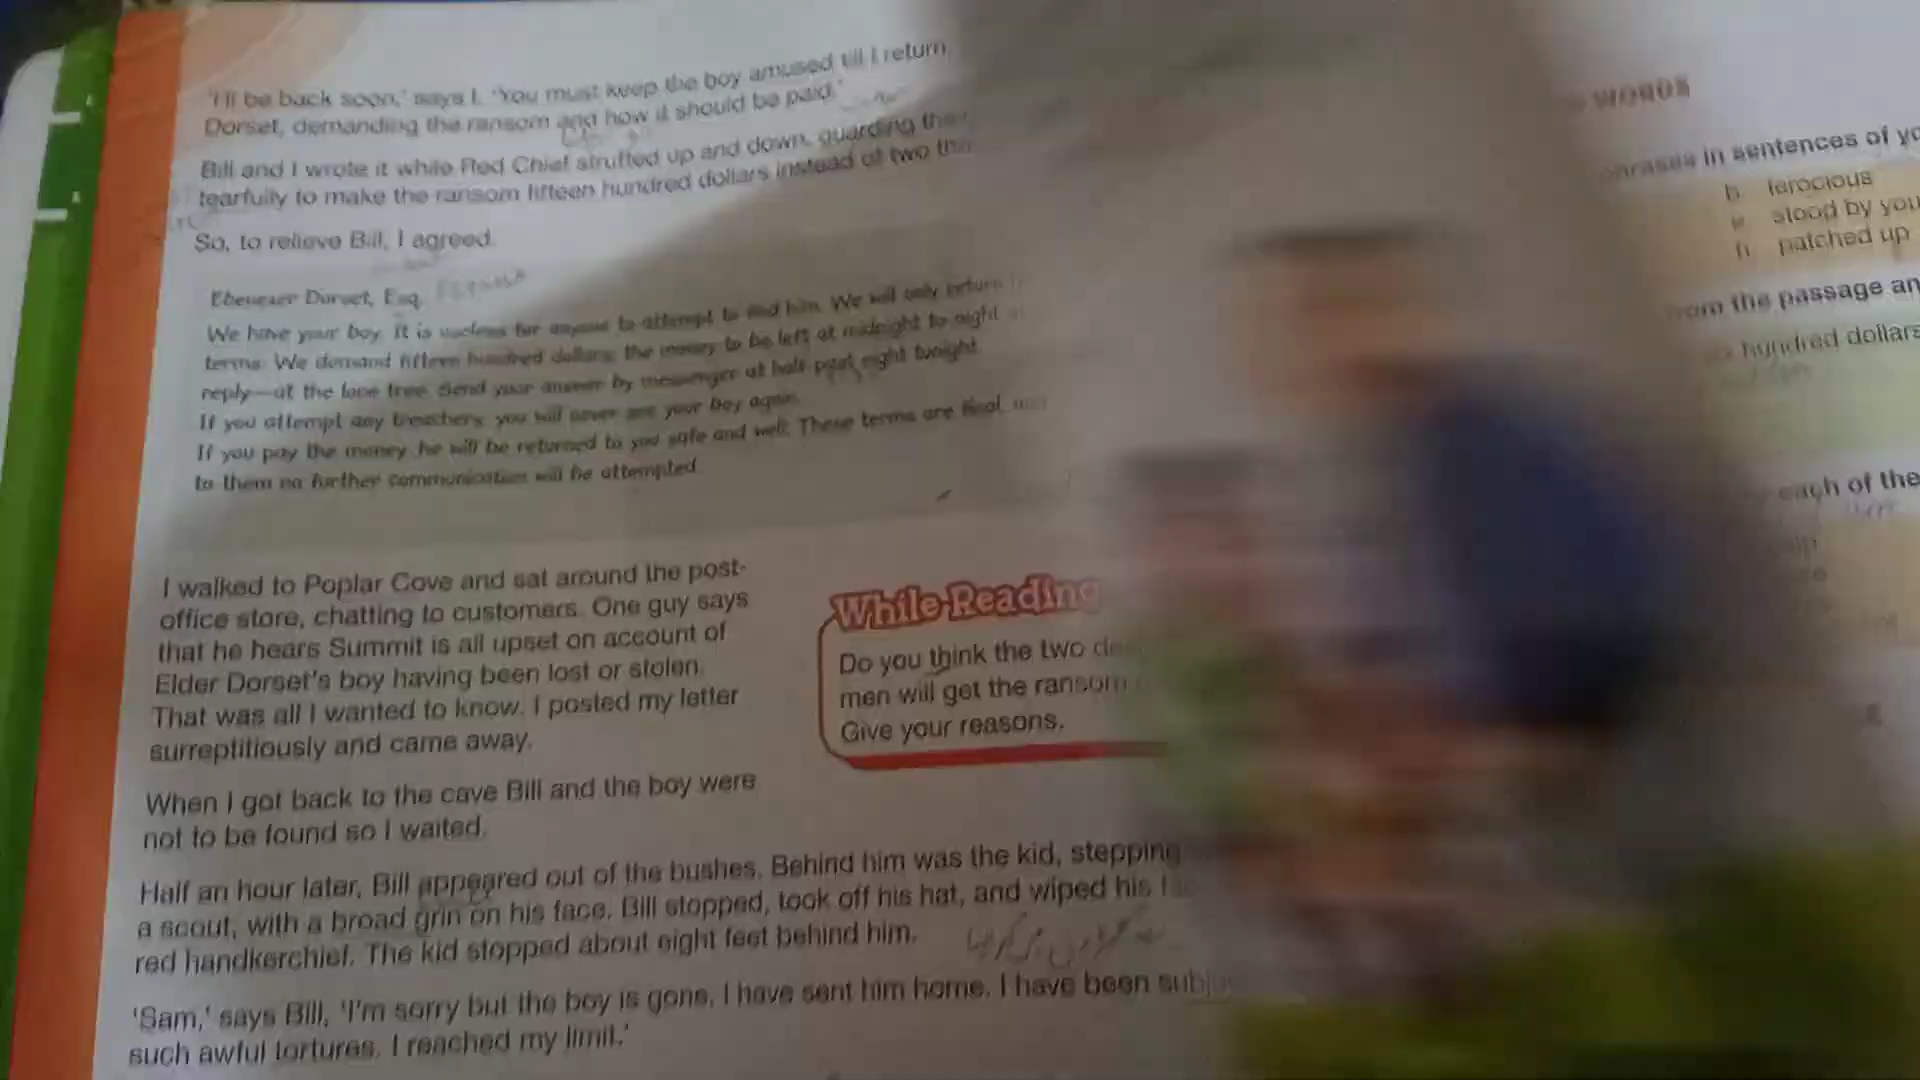 'I'll be back soon,' says I. 'You must keep the boy amused till I return,
Dorset, demanding the ransom and how it should be paid.'
Bill and I wrote it while Red Chief strutted up and down, guarding the
tearfully to make the ransom fifteen hundred dollars instead of two
So, to relieve Bill, I agreed.
Ebenezer Dorset, Esq.
We have your boy. It is useless for anyone to attempt to find him. We will only return
terms: We demand fifteen hundred dollars; the money to be left at midnight to night
reply—at the lone tree. Send your answer by messenger at half past eight tonight.
If you attempt any treachery, you will never see your boy again.
If you pay the money, he will be returned to you safe and well. These terms are final,
to them no further communication will be attempted.
I walked to Poplar Cove and sat around the post-
office store, chatting to customers. One guy says
that he hears Summit is all upset on account of
Elder Dorset's boy having been lost or stolen.
That was all I wanted to know. I posted my letter
surreptitiously and came away.
While Reading
Do you think the two
men will get the ransom
Give your reasons.
When I got back to the cave Bill and the boy were
not to be found so I waited.
Half an hour later, Bill appeared out of the bushes. Behind him was the kid, stepping
a scout, with a broad grin on his face. Bill stopped, took off his hat, and wiped his
red handkerchief. The kid stopped about eight feet behind him.
'Sam,' says Bill, 'I'm sorry but the boy is gone. I have sent him home. I have been
such awful tortures. I reached my limit.'
WORDS
phrases in sentences of
b ferocious
e stood by you
h patched up
from the passage
hundred dollars
each of the